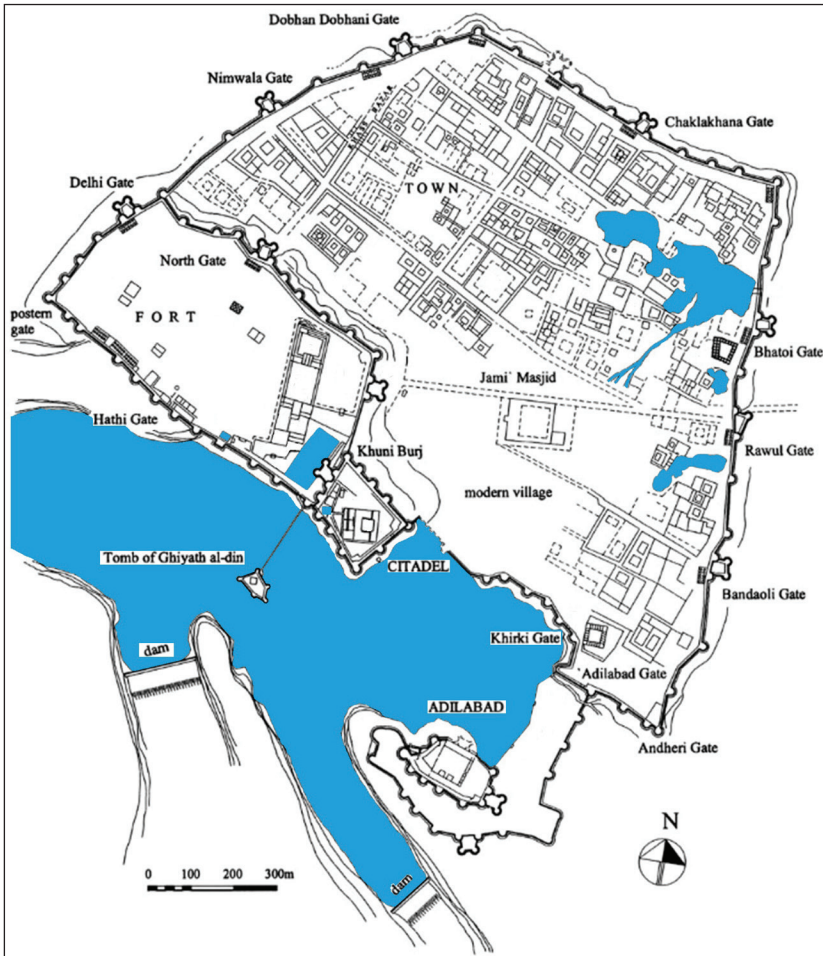 Dobhan Dobhani Gate
Nimwala Gate
Chaklakhana Gate
Delhi Gate
TOWN
North Gate
postern
gate
FORT
Bhatoi Gate
Jami` Masjid
Hathi Gate
Khuni Burj
Rawul Gate
modern village
Tomb of Ghiyath al-din
CITADEL
Bandaoli Gate
Khirki Gate
dam
`Adilabad Gate
ADILABAD
Andheri Gate
N
0 100 200 300m
dam